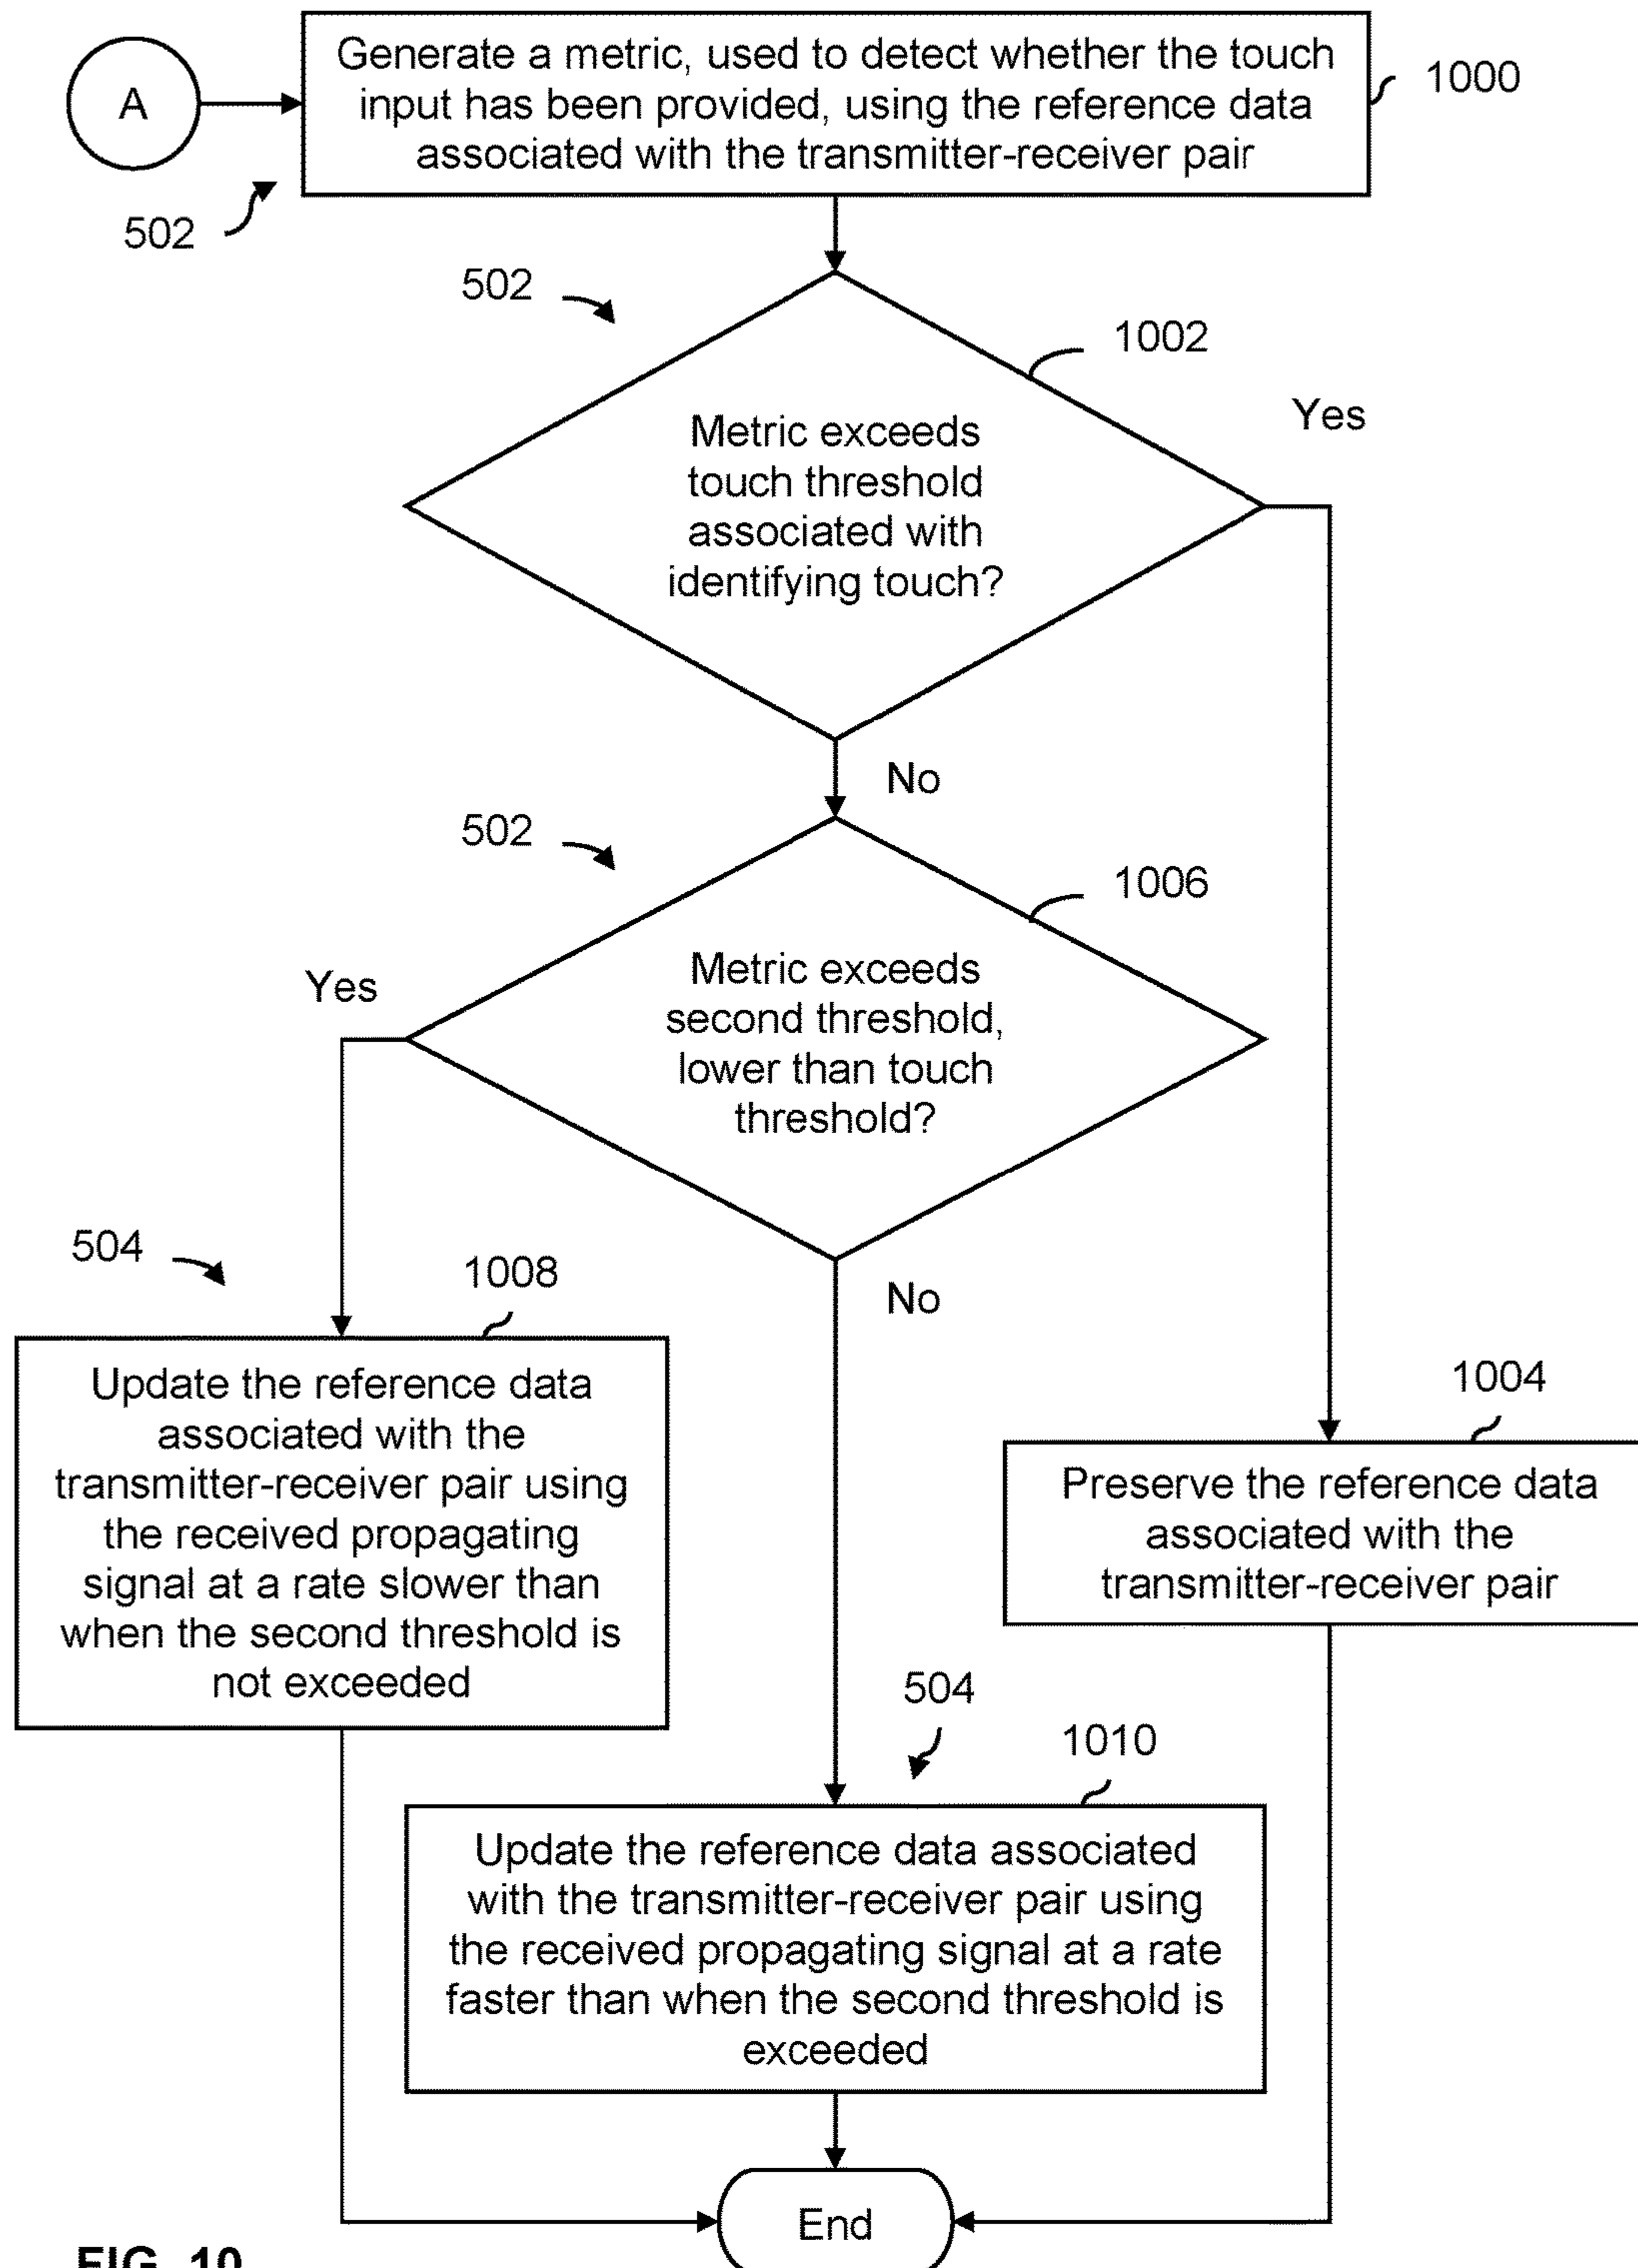 A
Generate a metric, used to detect whether the touch
input has been provided, using the reference data
associated with the transmitter-receiver pair
1000
502
502
1002
Yes
Metric exceeds
touch threshold
associated with
identifying touch?
No
502
1006
Yes
Metric exceeds
second threshold,
lower than touch
threshold?
504
1008
No
Update the reference data
associated with the
transmitter-receiver pair using
the received propagating
signal at a rate slower than
when the second threshold is
not exceeded
1004
Preserve the reference data
associated with the
transmitter-receiver pair
504
1010
Update the reference data associated
with the transmitter-receiver pair using
the received propagating signal at a rate
faster than when the second threshold is
exceeded
End
FIG. 10